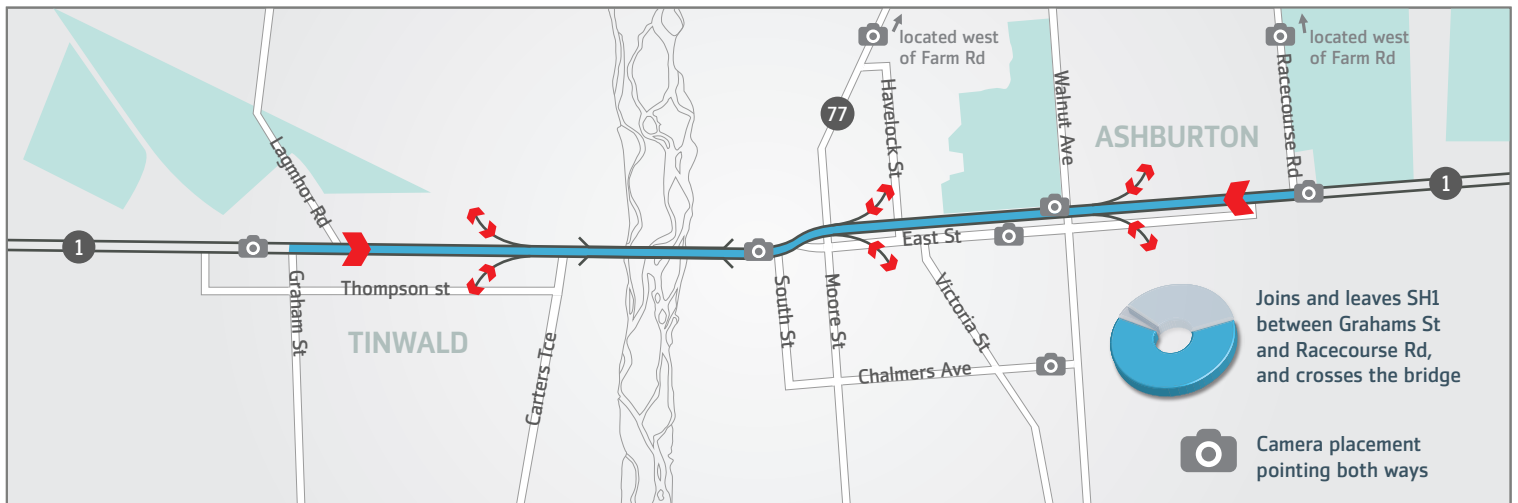 located west
of Farm Rd
located west
of Farm Rd
77
Havelock St
Walnut Ave
Racecourse Rd
ASHBURTON
Lagmhor Rd
1
1
East St
Graham St
Thompson st
TINWALD
Carters Tce
South St
Moore St
Victoria St
Chalmers Ave
Joins and leaves SH1
between Grahams St
and Racecourse Rd,
and crosses the bridge
Camera placement
pointing both ways